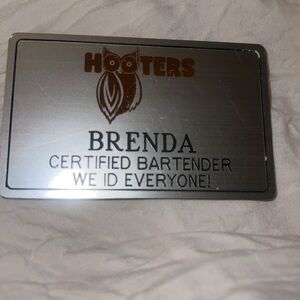 HOOTERS
BRENDA
CERTIFIED BARTENDER
WE ID EVERYONE!